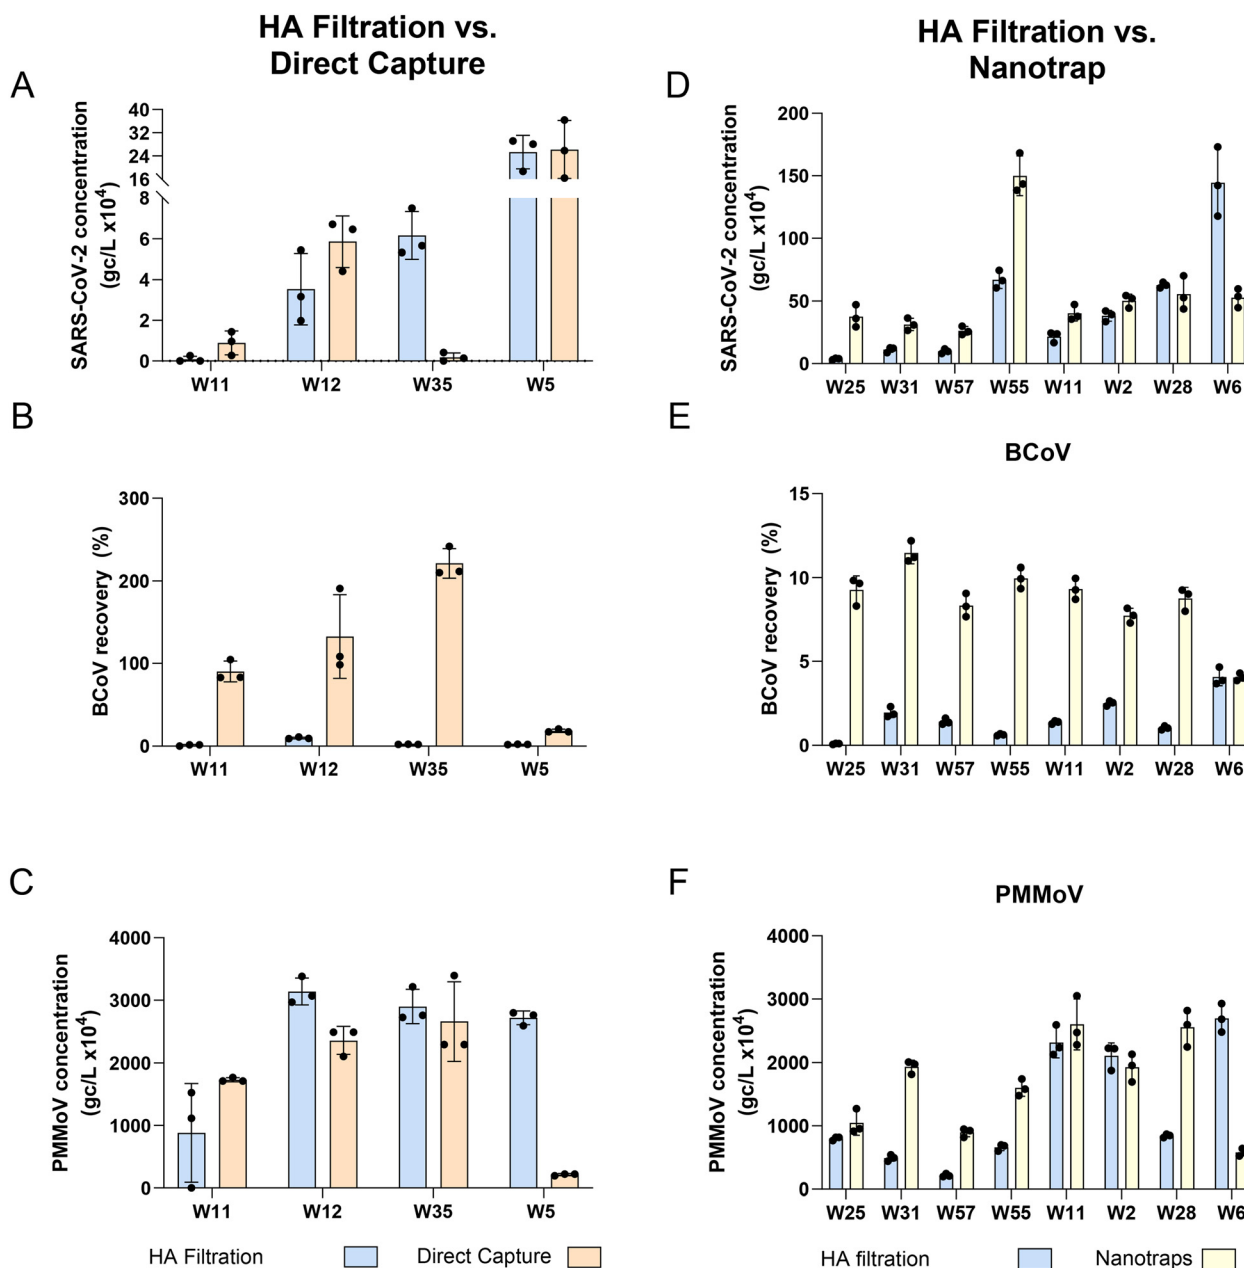 HA Filtration vs.
Direct Capture
A
SARS-CoV-2 concentration
(gc/L x10⁴)
40
32
24
16
8
6
4
2
0
W11 W12 W35 W5
B
BCoV recovery (%)
300
200
100
0
W11 W12 W35 W5
C
PMMoV concentration
(gc/L x10⁴)
4000
3000
2000
1000
0
W11 W12 W35 W5
HA Filtration Direct Capture
HA Filtration vs.
Nanotrap
D
SARS-CoV-2 concentration
(gc/L x10⁴)
200
150
100
50
0
W25 W31 W57 W55 W11 W2 W28 W6
E
BCoV
BCoV recovery (%)
15
10
5
0
W25 W31 W57 W55 W11 W2 W28 W6
F
PMMoV
PMMoV concentration
(gc/L x10⁴)
4000
3000
2000
1000
0
W25 W31 W57 W55 W11 W2 W28 W6
HA filtration Nanotraps